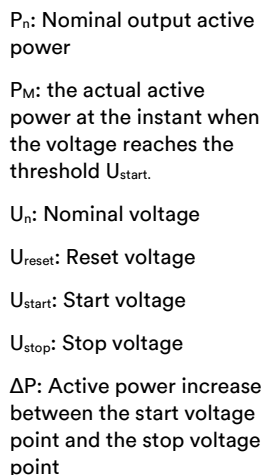 Pn: Nominal output active
power
PM: the actual active
power at the instant when
the voltage reaches the
threshold Ustart.
Un: Nominal voltage
Ureset: Reset voltage
Ustart: Start voltage
Ustop: Stop voltage
ΔP: Active power increase
between the start voltage
point and the stop voltage
point